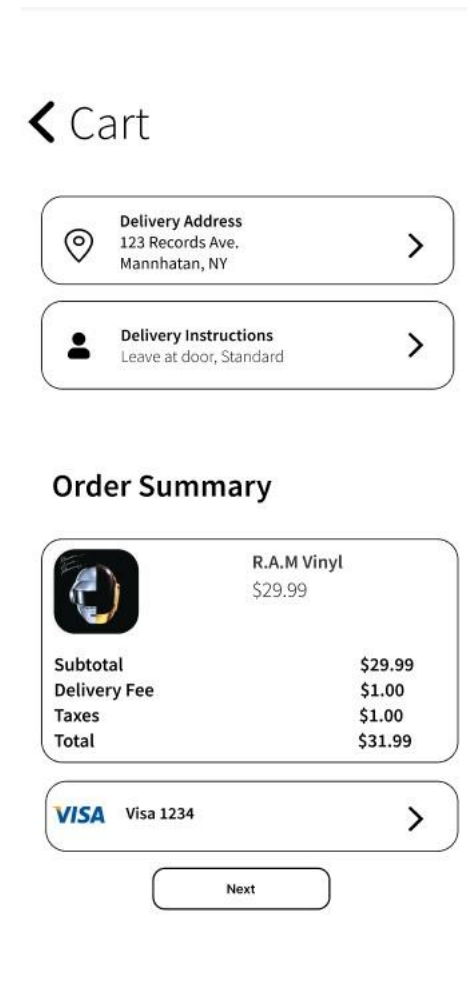 Cart
Delivery Address
123 Records Ave.
Mannhatan, NY
Delivery Instructions
Leave at door, Standard
Order Summary
R.A.M Vinyl
$29.99
Subtotal $29.99
Delivery Fee $1.00
Taxes $1.00
Total $31.99
VISA Visa 1234
Next